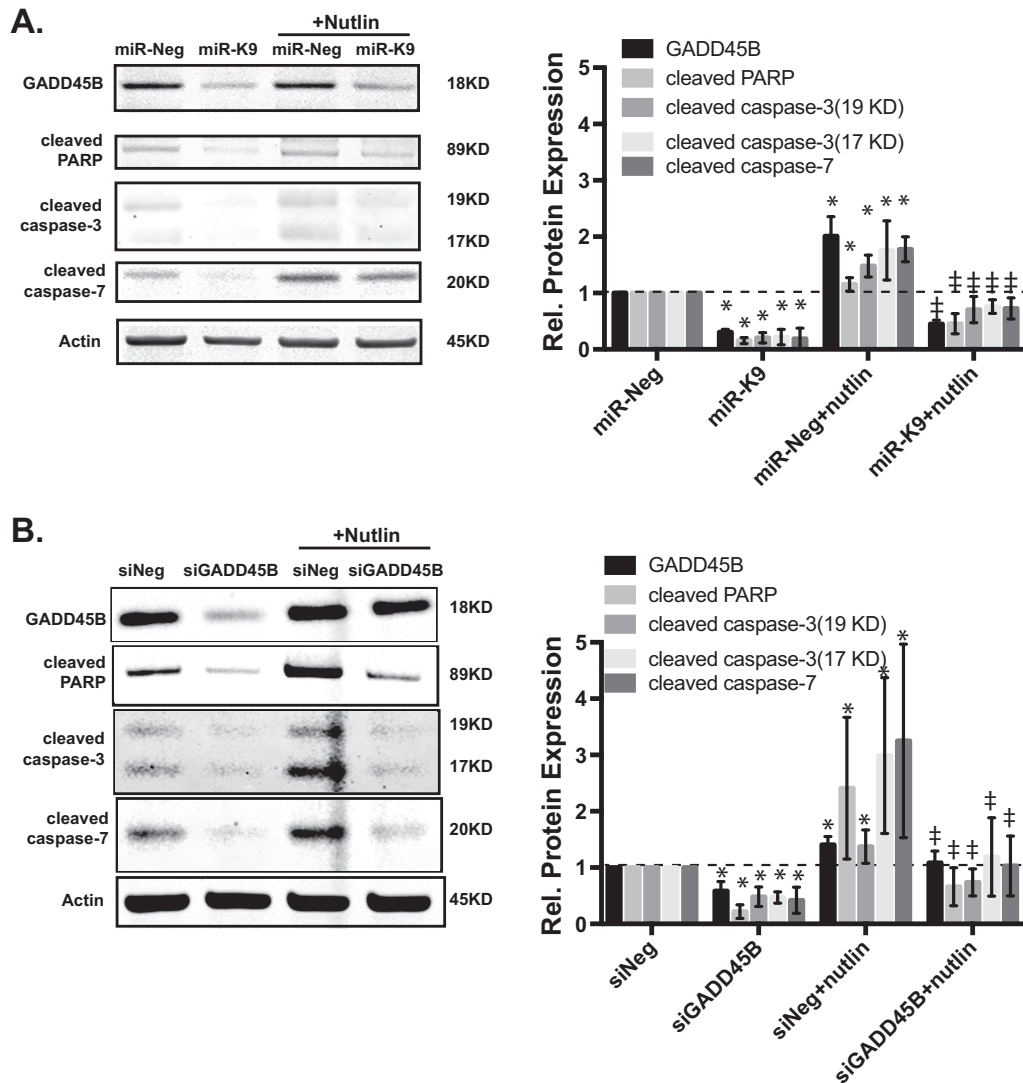 A.
+Nutlin
miR-Neg miR-K9 miR-Neg miR-K9
GADD45B 18KD
cleaved
PARP 89KD
cleaved
caspase-3
19KD
17KD
cleaved
caspase-7
20KD
Actin 45KD
GADD45B
cleaved PARP
cleaved caspase-3(19 KD)
cleaved caspase-3(17 KD)
cleaved caspase-7
Rel. Protein Expression
5
4
3
2
1
0
* * * * *
* * * * *
‡ ‡ ‡ ‡ ‡
miR-Neg
miR-K9
miR-Neg+nutlin
miR-K9+nutlin
B.
+Nutlin
siNeg siGADD45B siNeg siGADD45B
GADD45B 18KD
cleaved
PARP 89KD
cleaved
caspase-3
19KD
17KD
cleaved
caspase-7
20KD
Actin 45KD
GADD45B
cleaved PARP
cleaved caspase-3(19 KD)
cleaved caspase-3(17 KD)
cleaved caspase-7
Rel. Protein Expression
5
4
3
2
1
0
* * * * *
* * * * *
‡ ‡ ‡ ‡ ‡
siNeg
siGADD45B
siNeg+nutlin
siGADD45B+nutlin